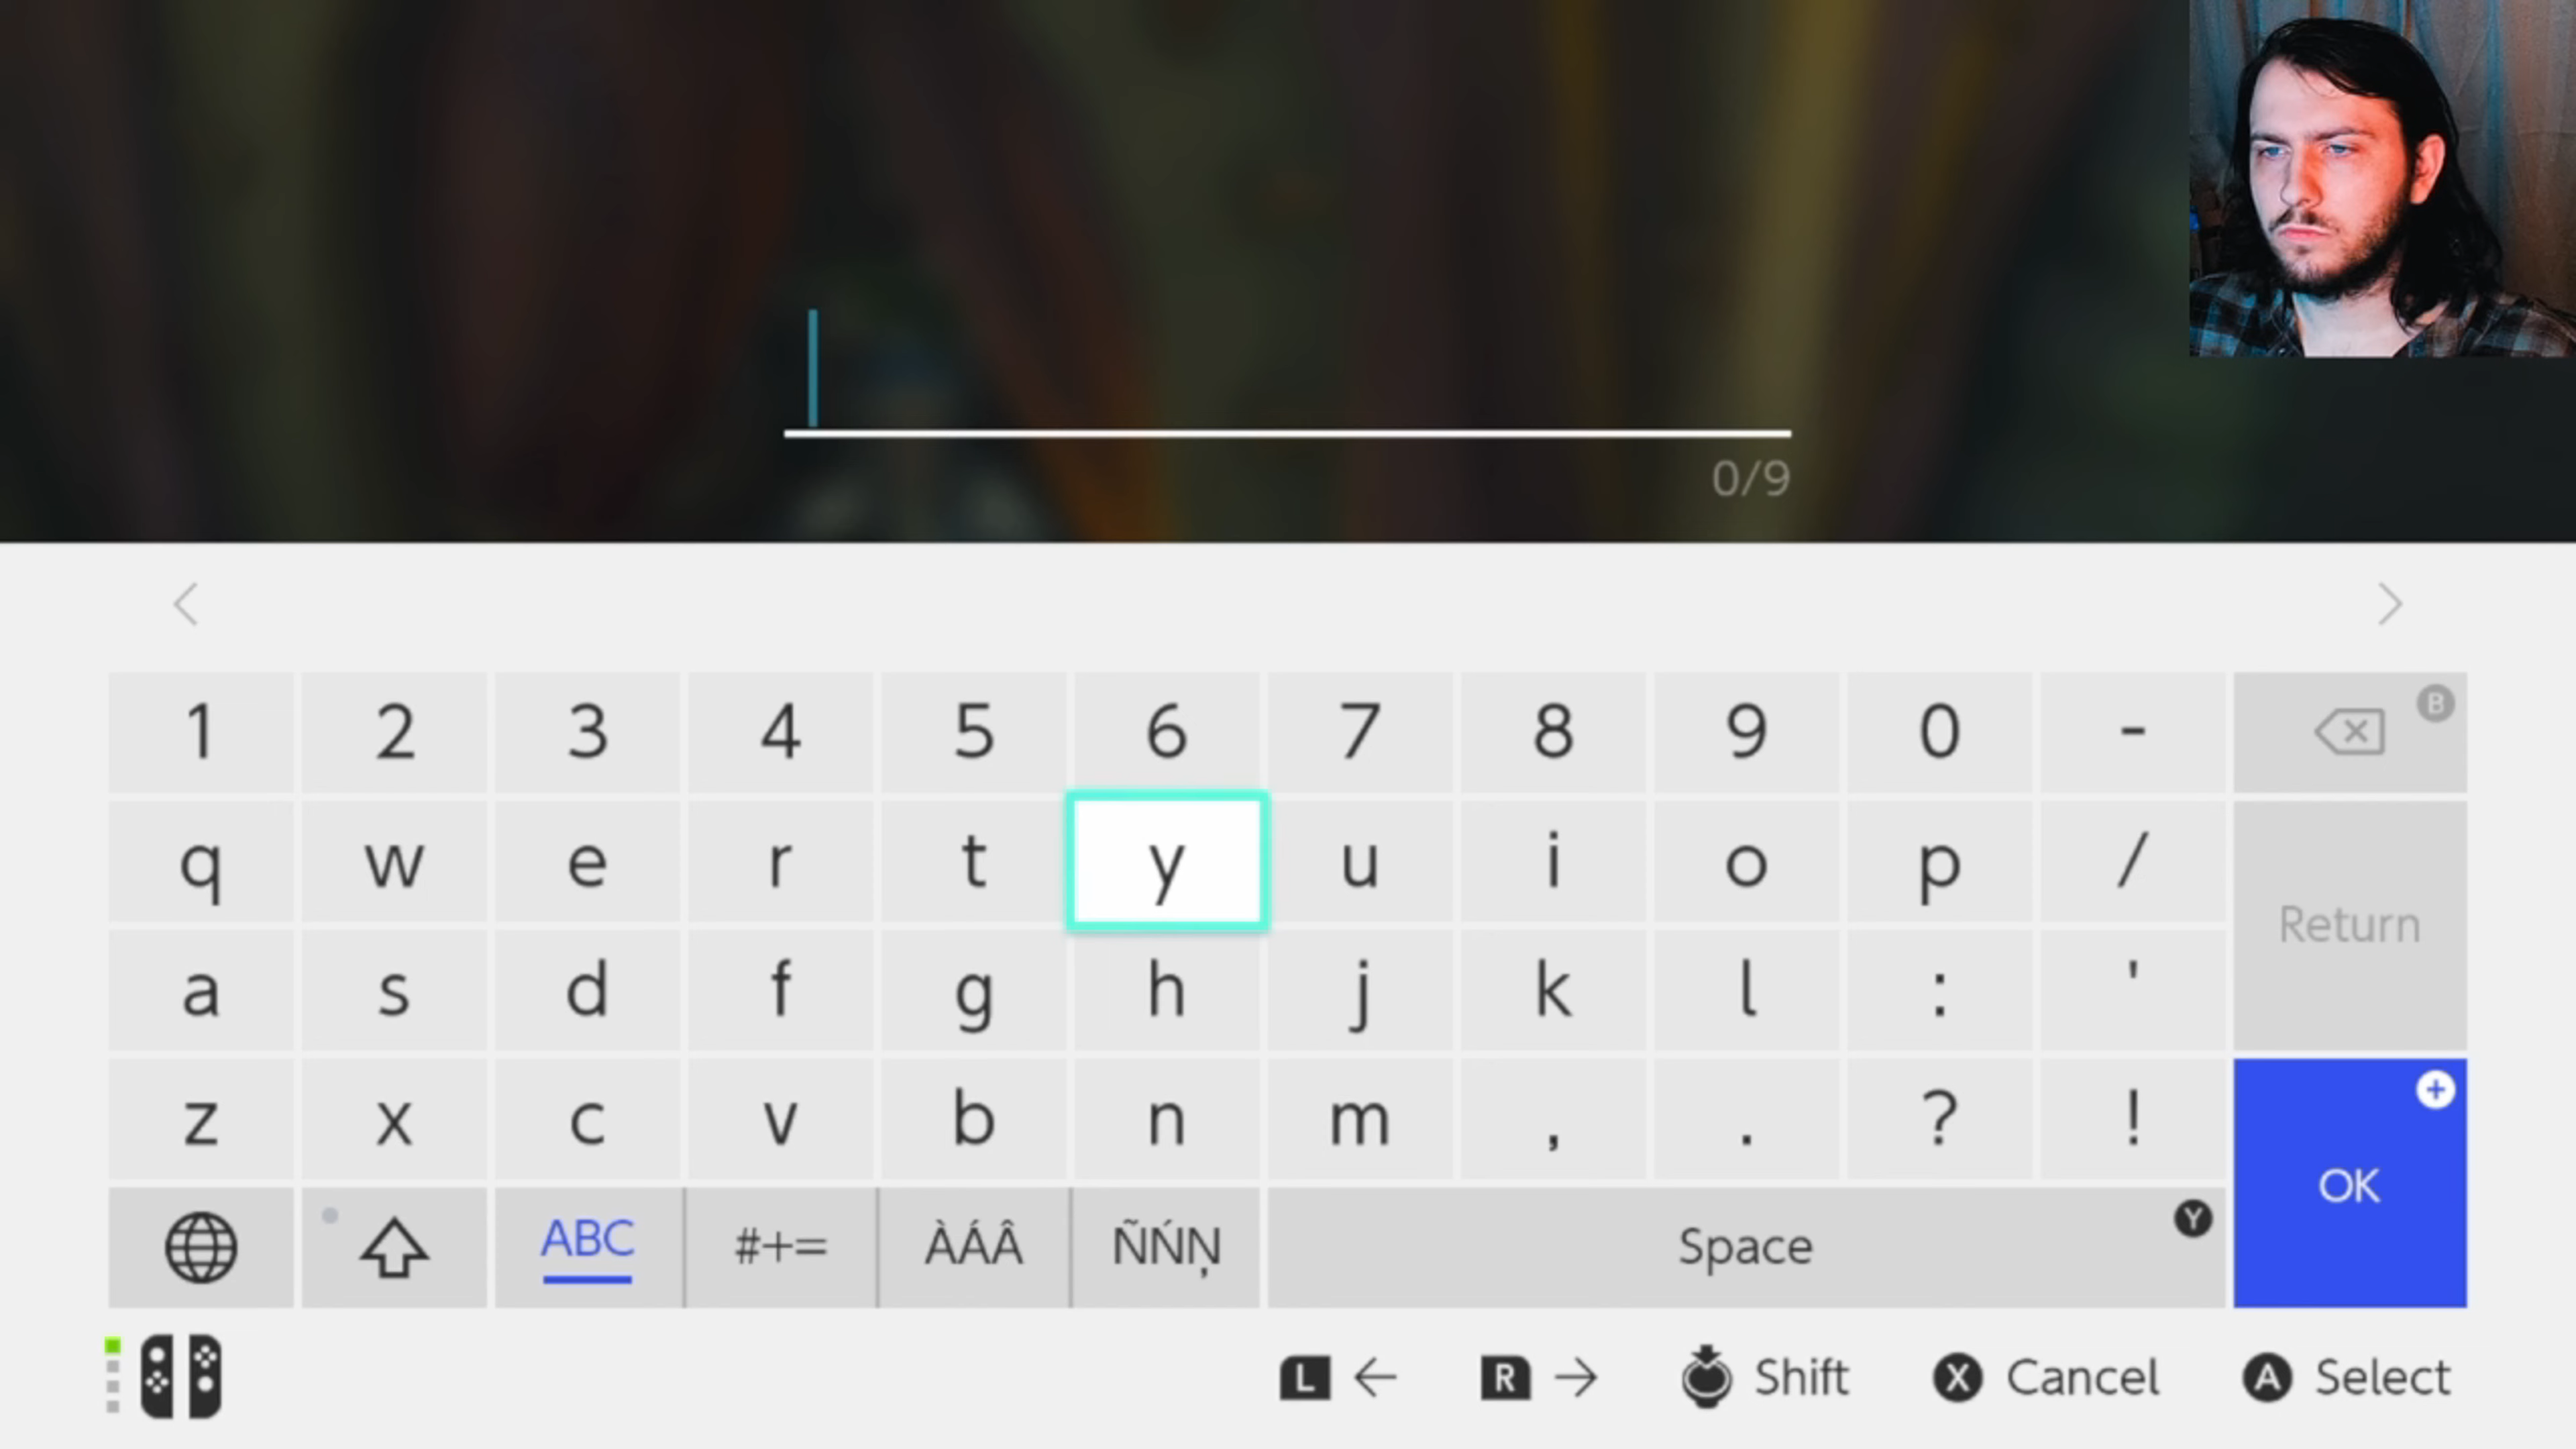 0/9
1 2 3 4 5 6 7 8 9 0 - B
q w e r t y u i o p /
Return
a s d f g h j k l : '
z x c v b n m , . ? ! +
OK
ABC #+= ÀÁÂ ÑŃŅ Space Y
L ← R → Shift X Cancel A Select